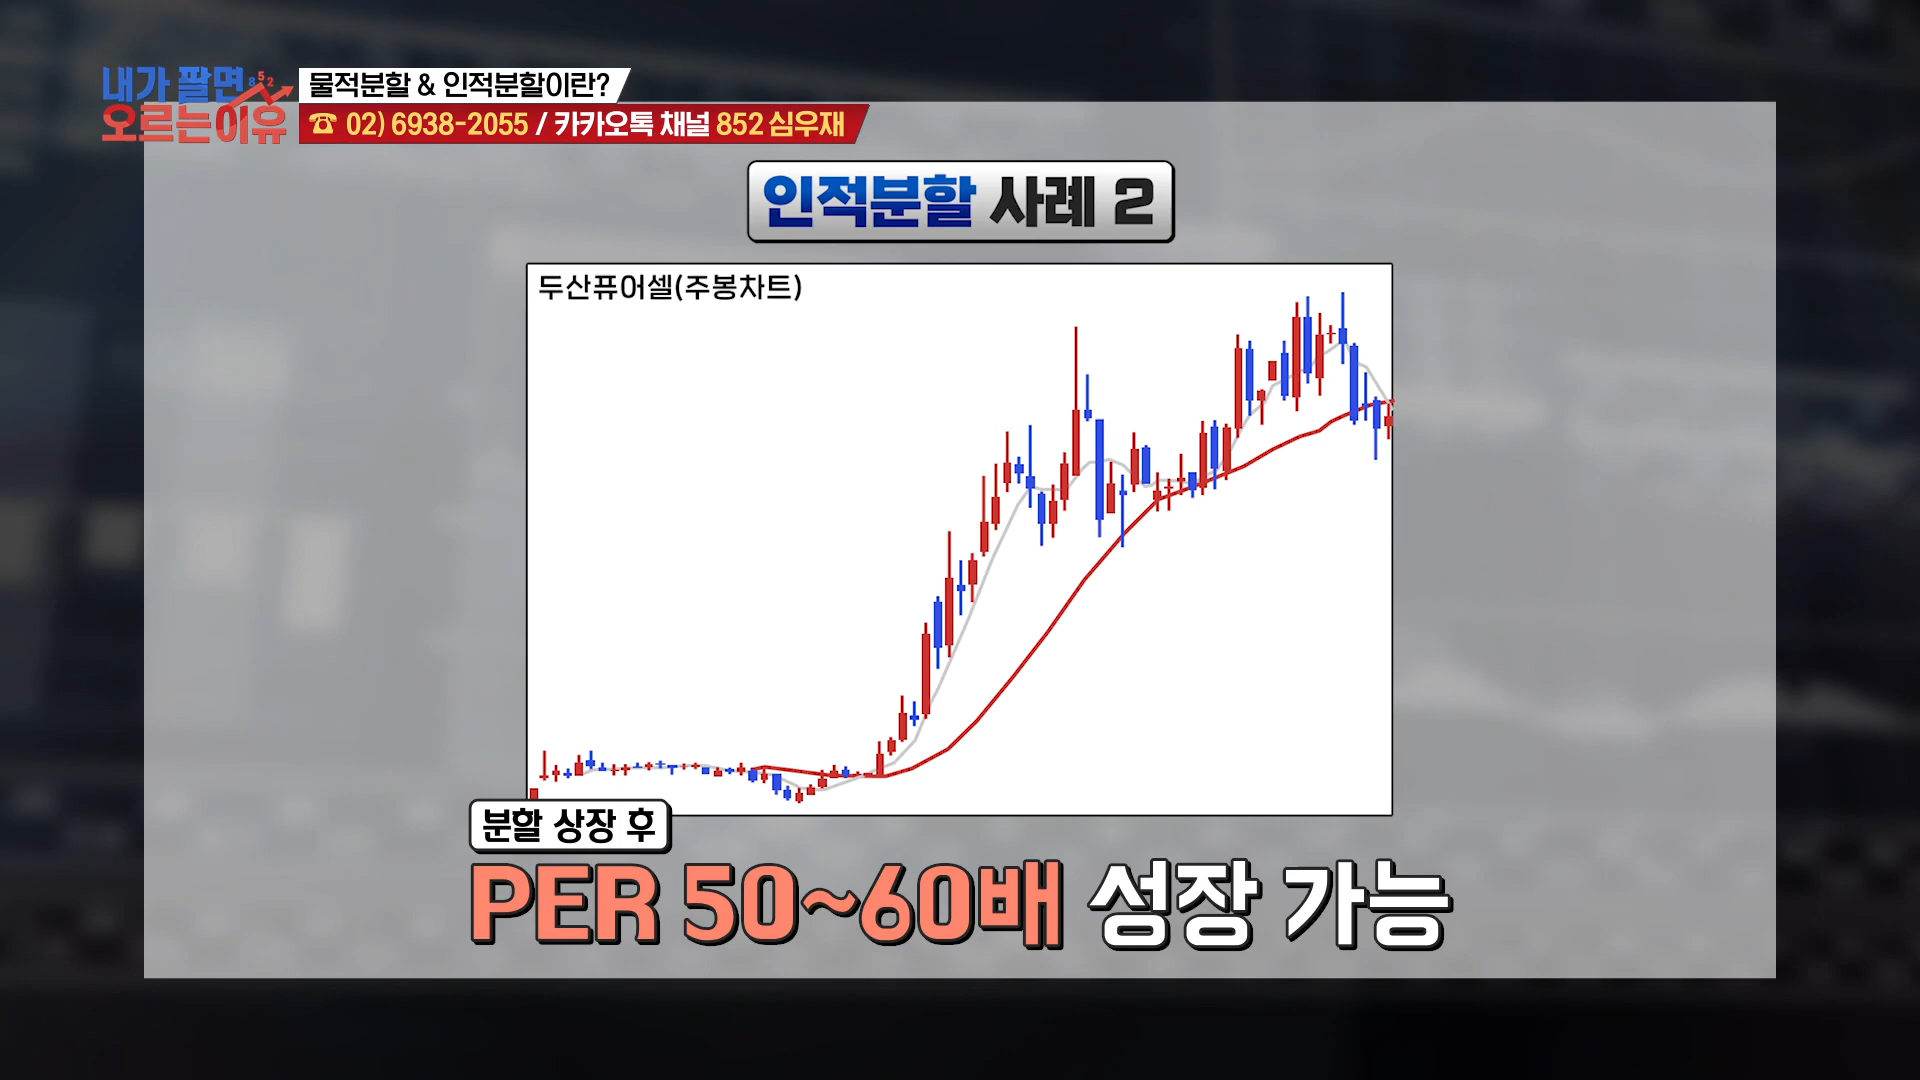 내가 팔면 852
오르는 이유
물적분할 & 인적분할이란?
☎ 02) 6938-2055 / 카카오톡 채널 852 심우재
인적분할 사례 2
두산퓨어셀(주봉차트)
분할 상장 후
PER 50~60배 성장 가능